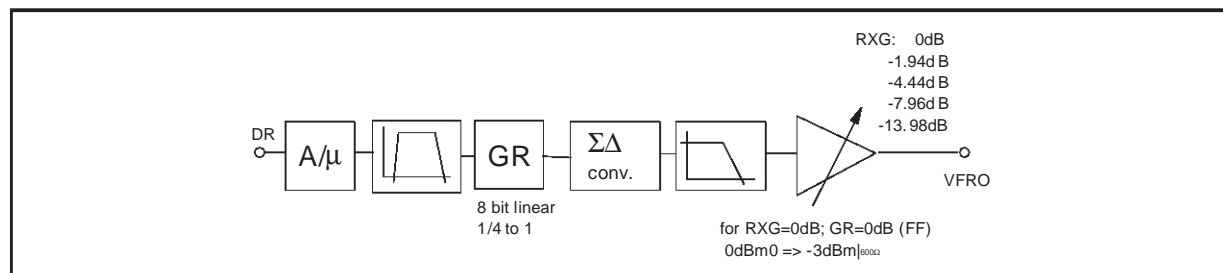 RXG: 0dB
-1.94d B
-4.44d B
-7.96d B
-13.98dB
DR
A/μ
GR
ΣΔ
conv.
VFRO
8 bit linear
1/4 to 1
for RXG=0dB; GR=0dB (FF)
0dBm0 => -3dBm|600Ω